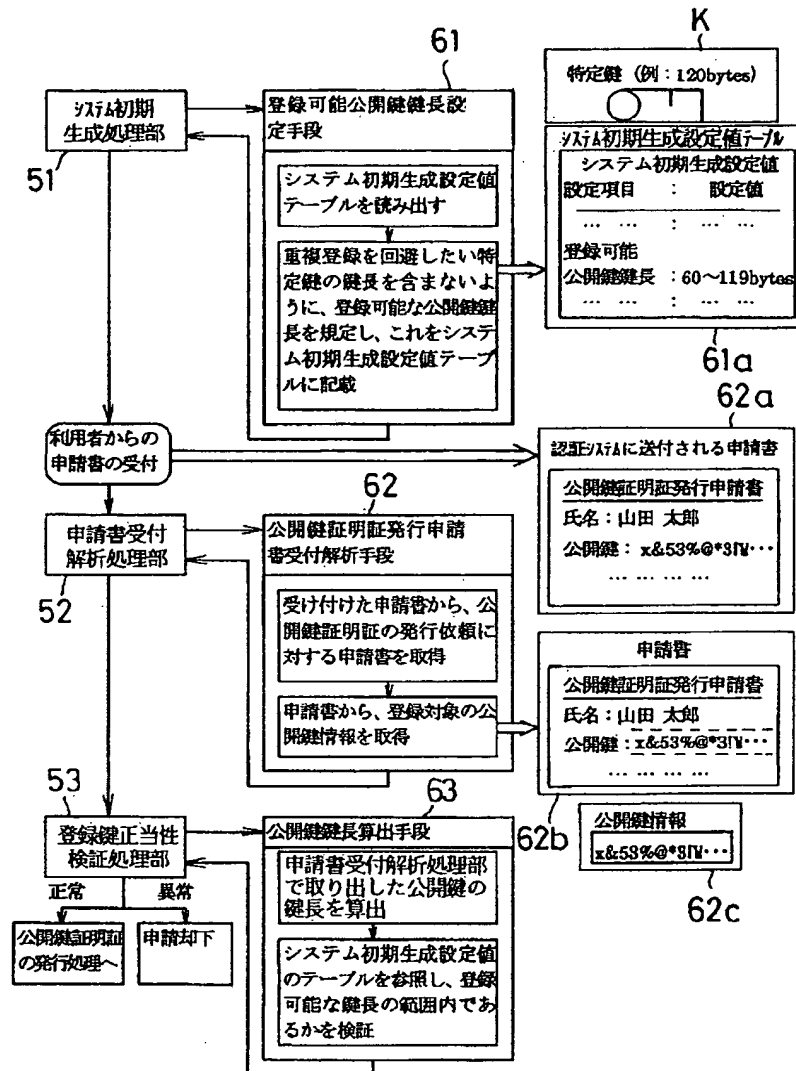 61
K
特定鍵 (例：120bytes)
システム初期
生成処理部
51
登録可能公開鍵鍵長設
定手段
システム初期生成設定値
テーブルを読み出す
重複登録を回避したい特
定鍵の鍵長を含まないよ
うに、登録可能な公開鍵鍵
長を規定し、これをシステ
ム初期生成設定値テーブ
ルに記載
システム初期生成設定値テーブル
システム初期生成設定値
設定項目 ： 設定値
… … ： … …
登録可能
公開鍵鍵長 ：60～119bytes
… … ： … …
61a
利用者からの
申請書の受付
62a
認証システムに送付される申請書
公開鍵証明証発行申請書
氏名：山田 太郎
公開鍵：x&53%@*3!¥…
… … … …
申請書受付
解析処理部
52
62
公開鍵証明証発行申請
書受付解析手段
受け付けた申請書から、公
開鍵証明証の発行依頼に
対する申請書を取得
申請書から、登録対象の公
開鍵情報を取得
申請書
公開鍵証明証発行申請書
氏名：山田 太郎
公開鍵：x&53%@*3!¥…
… … … …
62b
公開鍵情報
x&53%@*3!¥…
62c
53
登録鍵正当性
検証処理部
正常 異常
公開鍵証明証
の発行処理へ
申請却下
63
公開鍵鍵長算出手段
申請書受付解析処理部
で取り出した公開鍵の
鍵長を算出
システム初期生成設定値
のテーブルを参照し、登録
可能な鍵長の範囲内であ
るかを検証